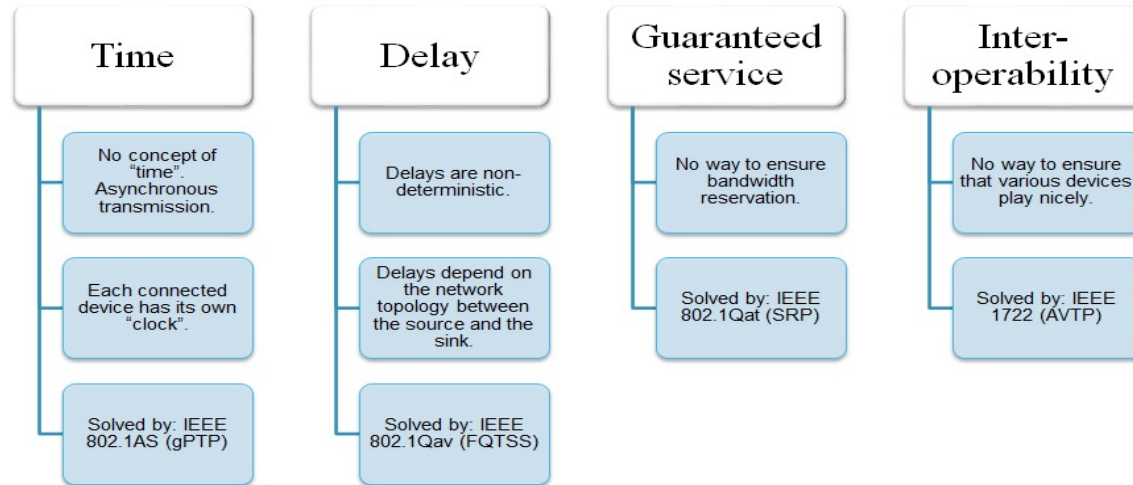 Time
No concept of
“time”.
Asynchronous
transmission.
Each connected
device has its own
“clock”.
Solved by: IEEE
802.1AS (gPTP)
Delay
Delays are non-
deterministic.
Delays depend on
the network
topology between
the source and the
sink.
Solved by: IEEE
802.1Qav (FQTSS)
Guaranteed
service
No way to ensure
bandwidth
reservation.
Solved by: IEEE
802.1Qat (SRP)
Inter-
operability
No way to ensure
that various devices
play nicely.
Solved by: IEEE
1722 (AVTP)